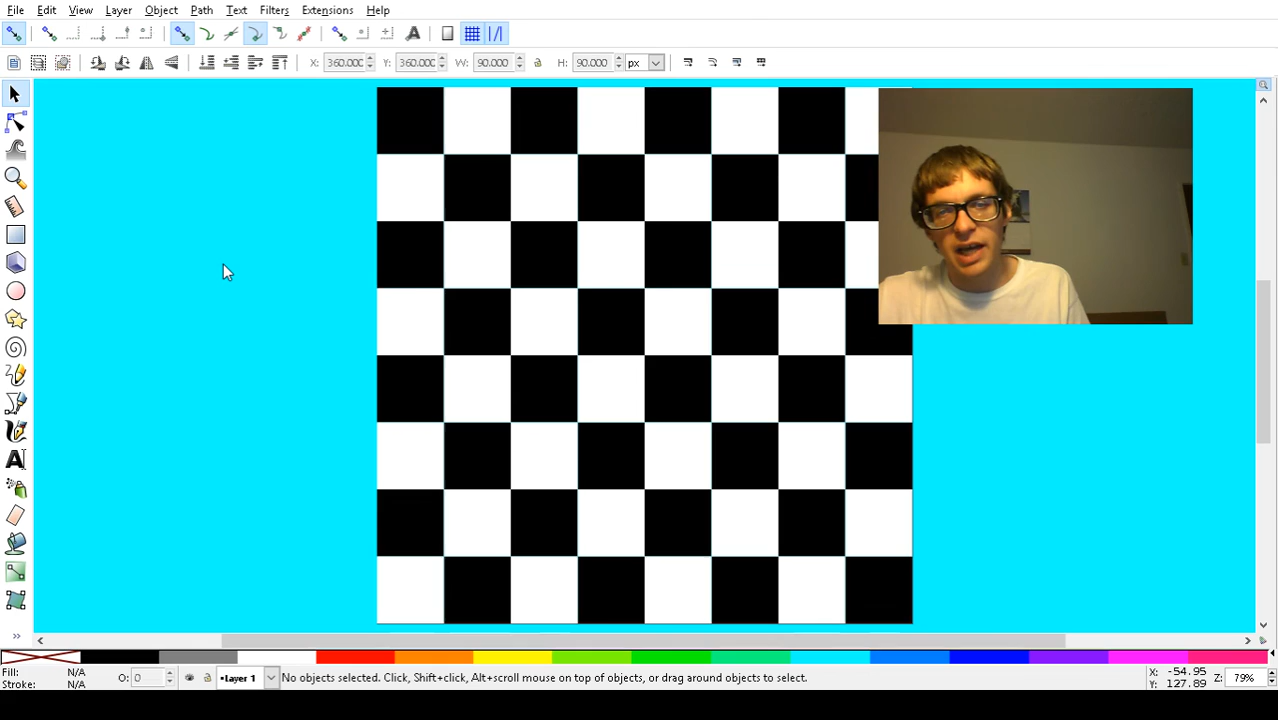 File Edit View Layer Object Path Text Filters Extensions Help
X: 360.000 Y: 360.000 W: 90.000 H: 90.000 px
Fill: N/A O: 0 •Layer 1 No objects selected. Click, Shift+click, Alt+scroll mouse on top of objects, or drag around objects to select. X: -54.95 Z: 79%
Stroke: N/A Y: 127.89